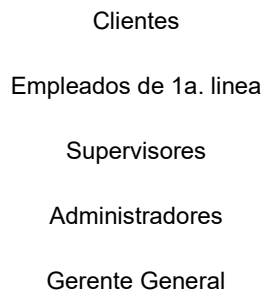 Clientes
Empleados de 1a. linea
Supervisores
Administradores
Gerente General